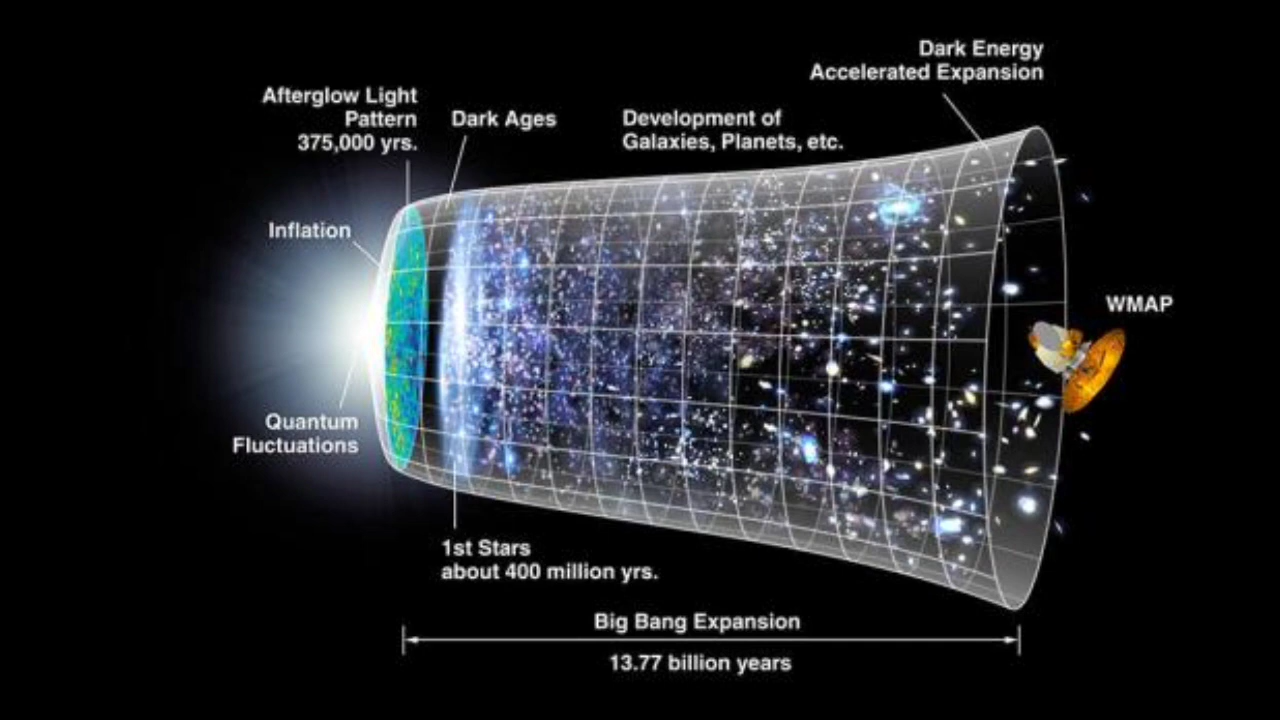 Dark Energy
Accelerated Expansion
Afterglow Light
Pattern
375,000 yrs.
Dark Ages
Development of
Galaxies, Planets, etc.
Inflation
WMAP
Quantum
Fluctuations
1st Stars
about 400 million yrs.
Big Bang Expansion
13.77 billion years